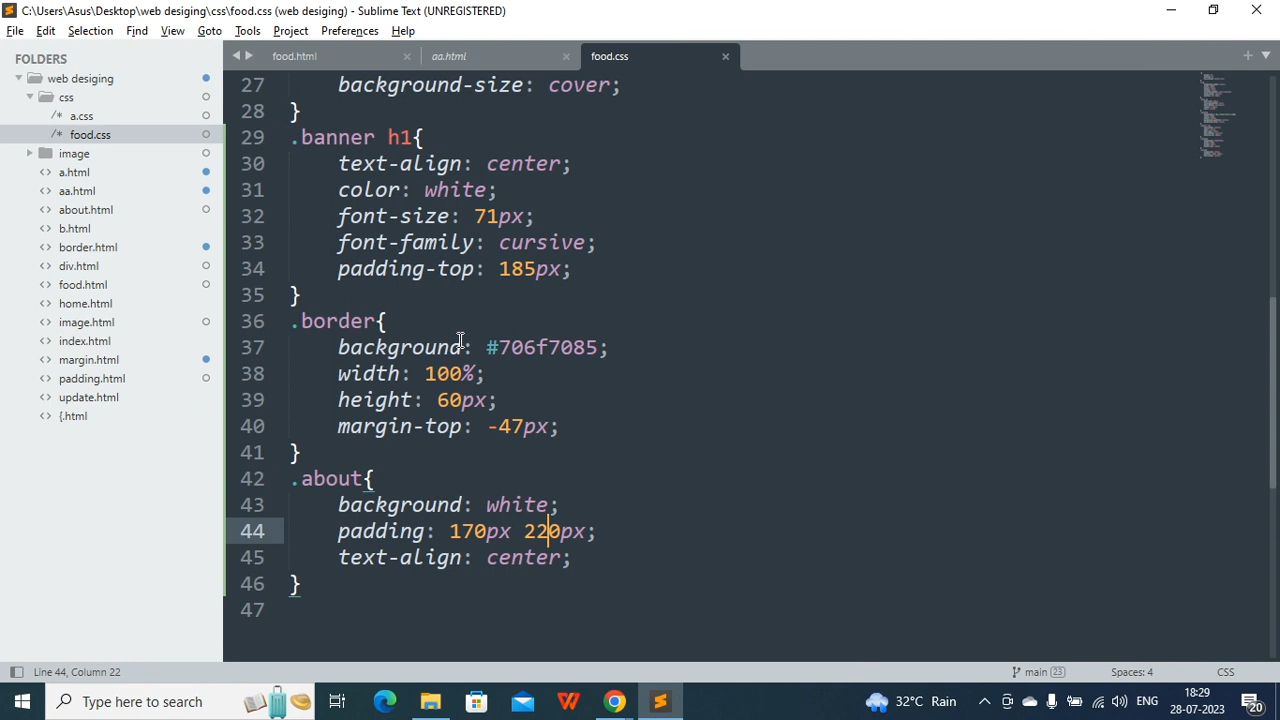 C:\Users\Asus\Desktop\web desiging\css\food.css (web desiging) - Sublime Text (UNREGISTERED)
File Edit Selection Find View Goto Tools Project Preferences Help
FOLDERS
web desiging
css
/* a.css
/* food.css
image
<> a.html
<> aa.html
<> about.html
<> b.html
<> border.html
<> div.html
<> food.html
<> home.html
<> image.html
<> index.html
<> margin.html
<> padding.html
<> update.html
<> {.html
food.html aa.html food.css
27 background-size: cover;
28 }
29 .banner h1{
30 text-align: center;
31 color: white;
32 font-size: 71px;
33 font-family: cursive;
34 padding-top: 185px;
35 }
36 .border{
37 background: #706f7085;
38 width: 100%;
39 height: 60px;
40 margin-top: -47px;
41 }
42 .about{
43 background: white;
44 padding: 170px 220px;
45 text-align: center;
46 }
47
Line 44, Column 22 main 23 Spaces: 4 CSS
Type here to search 32°C Rain ENG 18:29
28-07-2023 20